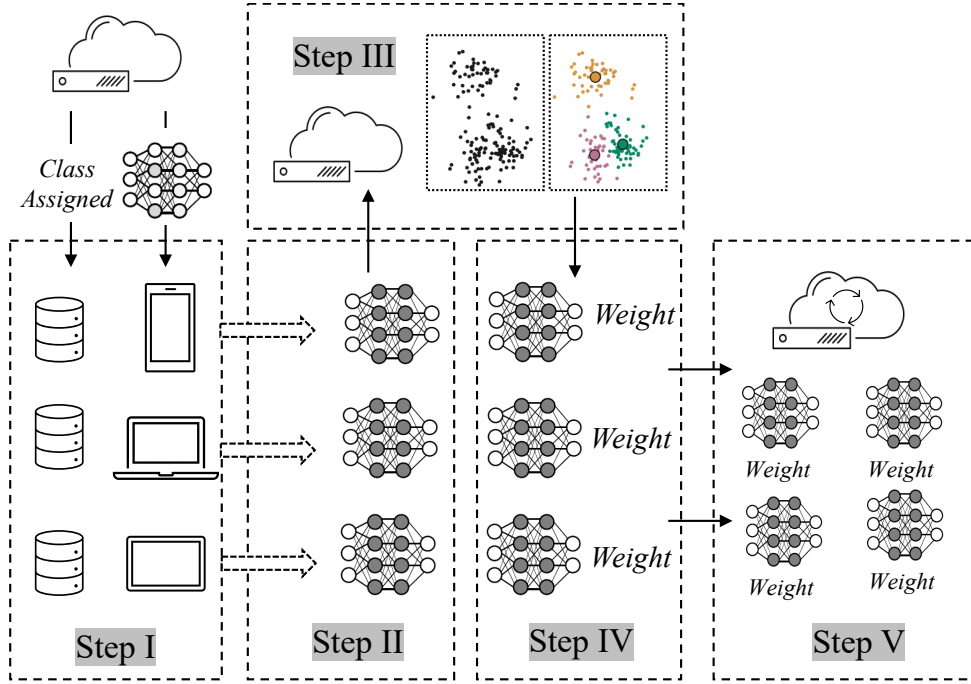 Step III
Class
Assigned
Weight
Weight
Weight
Weight
Weight
Weight
Weight
Step I
Step II
Step IV
Step V